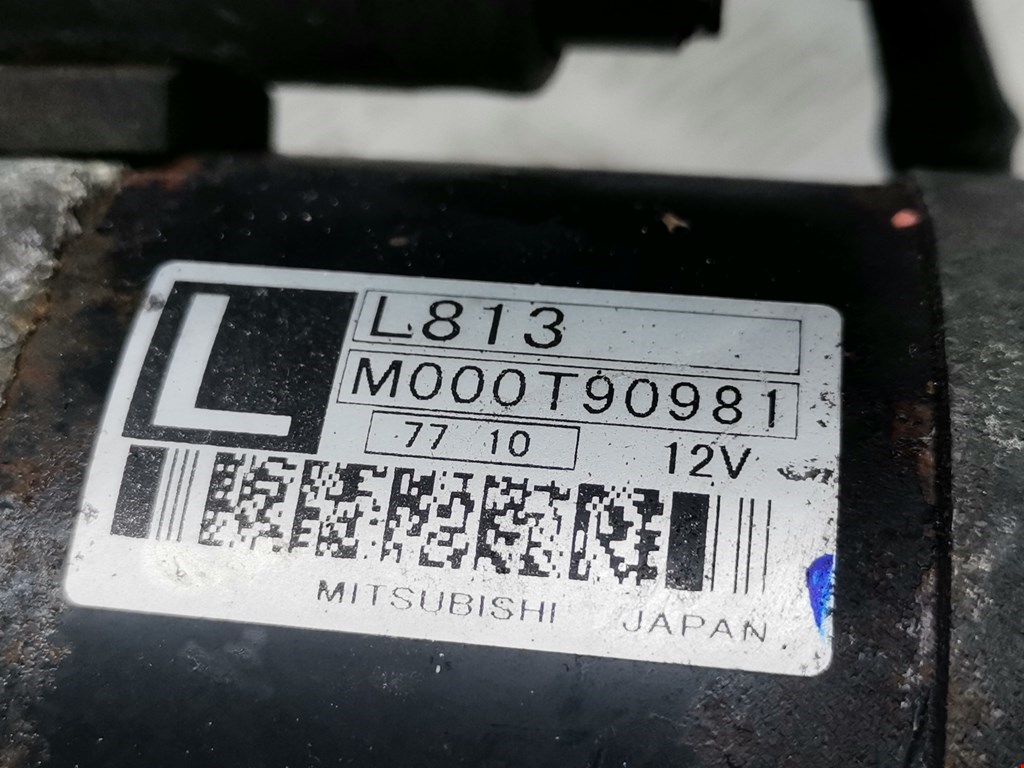 L
L813
M000T90981
77 10
12V
MITSUBISHI JAPAN